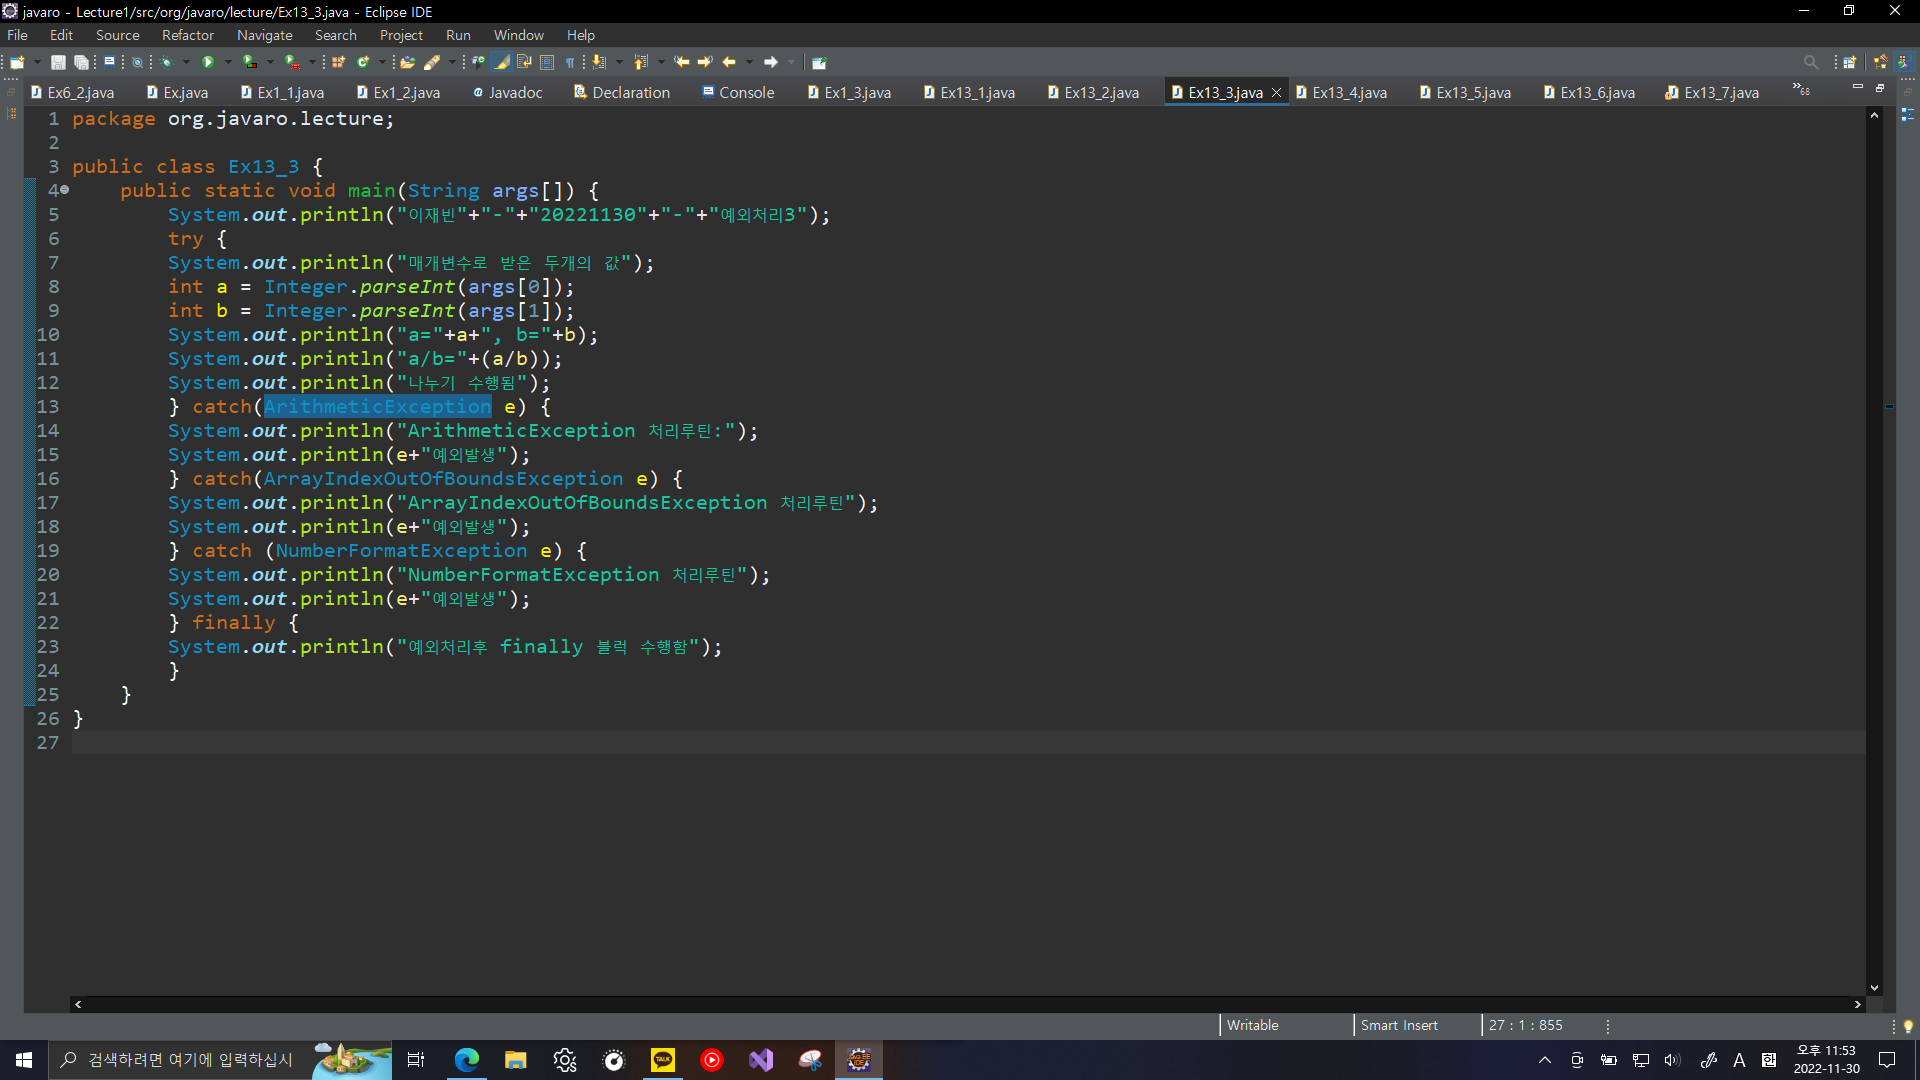 javaro - Lecture1/src/org/javaro/lecture/Ex13_3.java - Eclipse IDE
File Edit Source Refactor Navigate Search Project Run Window Help
Ex6_2.java Ex.java Ex1_1.java Ex1_2.java @ Javadoc Declaration Console Ex1_3.java Ex13_1.java Ex13_2.java Ex13_3.java Ex13_4.java Ex13_5.java Ex13_6.java Ex13_7.java »68
1 package org.javaro.lecture;
2
3 public class Ex13_3 {
4 public static void main(String args[]) {
5 System.out.println("이재빈"+"-"+"20221130"+"-"+"예외처리3");
6 try {
7 System.out.println("매개변수로 받은 두개의 값");
8 int a = Integer.parseInt(args[0]);
9 int b = Integer.parseInt(args[1]);
10 System.out.println("a="+a+", b="+b);
11 System.out.println("a/b="+(a/b));
12 System.out.println("나누기 수행됨");
13 } catch(ArithmeticException e) {
14 System.out.println("ArithmeticException 처리루틴:");
15 System.out.println(e+"예외발생");
16 } catch(ArrayIndexOutOfBoundsException e) {
17 System.out.println("ArrayIndexOutOfBoundsException 처리루틴");
18 System.out.println(e+"예외발생");
19 } catch (NumberFormatException e) {
20 System.out.println("NumberFormatException 처리루틴");
21 System.out.println(e+"예외발생");
22 } finally {
23 System.out.println("예외처리후 finally 블럭 수행함");
24 }
25 }
26 }
27
Writable Smart Insert 27 : 1 : 855
검색하려면 여기에 입력하십시
TALK
A
오후 11:53
2022-11-30